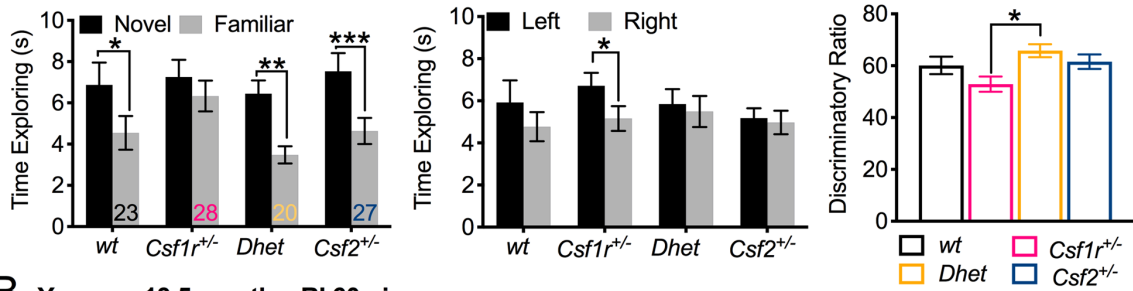 Novel Familiar
Time Exploring (s)
10
8
6
4
2
0
* ** ***
23 28 20 27
wt Csf1r+/- Dhet Csf2+/-
Left Right
Time Exploring (s)
10
8
6
4
2
0
*
wt Csf1r+/- Dhet Csf2+/-
Discriminatory Ratio
80
60
40
20
0
*
wt Csf1r+/-
Dhet Csf2+/-